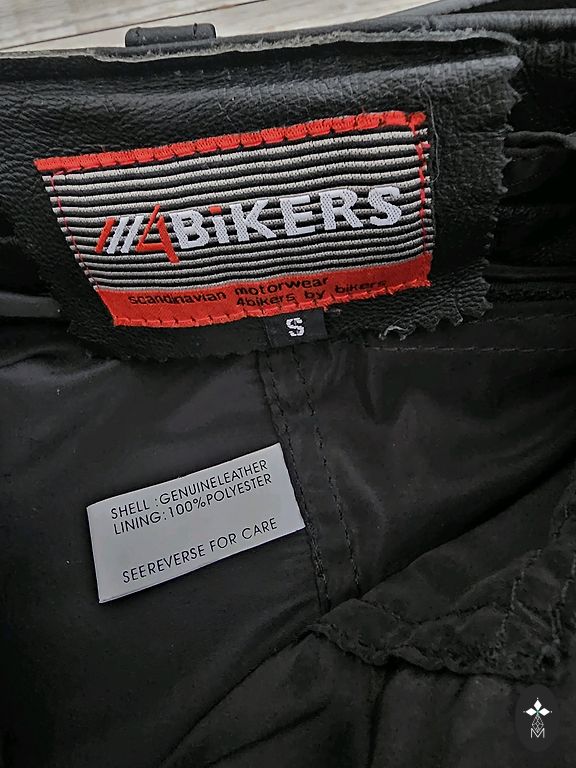 4BiKERS
scandinavian motorwear
4bikers by bikers
S
SHELL :GENUINELEATHER
LINING:100%POLYESTER
SEEREVERSE FOR CARE
M